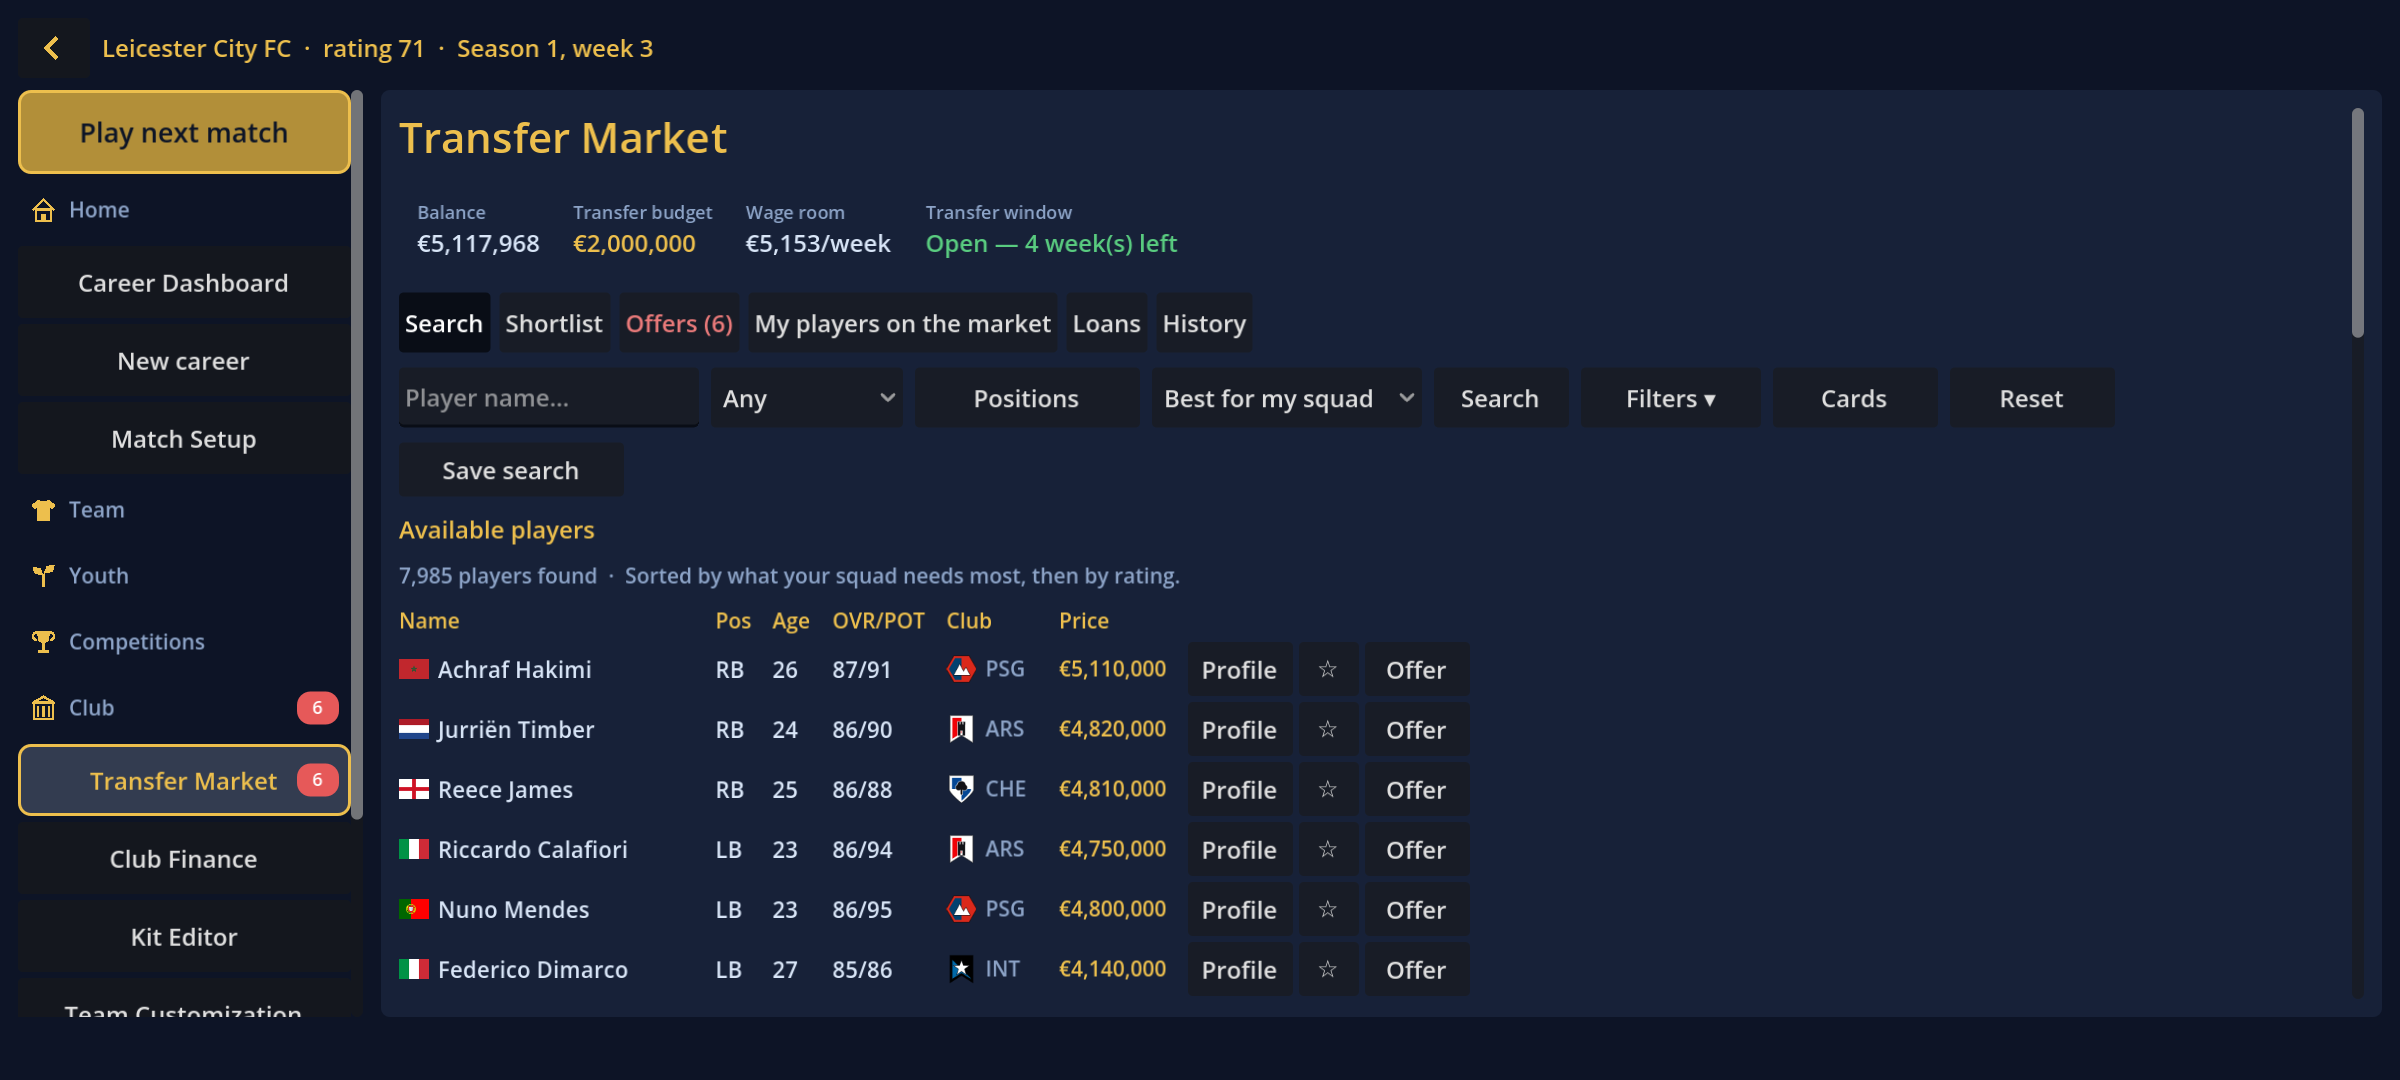 Leicester City FC · rating 71 · Season 1, week 3
Play next match
Home
Career Dashboard
New career
Match Setup
Team
Youth
Competitions
Club 6
Transfer Market 6
Club Finance
Kit Editor
Team Customization
Transfer Market
Balance Transfer budget Wage room Transfer window
€5,117,968 €2,000,000 €5,153/week Open — 4 week(s) left
Search Shortlist Offers (6) My players on the market Loans History
Player name... Any Positions Best for my squad Search Filters ▾ Cards Reset
Save search
Available players
7,985 players found · Sorted by what your squad needs most, then by rating.
Name Pos Age OVR/POT Club Price
Achraf Hakimi RB 26 87/91 PSG €5,110,000 Profile ☆ Offer
Jurriën Timber RB 24 86/90 ARS €4,820,000 Profile ☆ Offer
Reece James RB 25 86/88 CHE €4,810,000 Profile ☆ Offer
Riccardo Calafiori LB 23 86/94 ARS €4,750,000 Profile ☆ Offer
Nuno Mendes LB 23 86/95 PSG €4,800,000 Profile ☆ Offer
Federico Dimarco LB 27 85/86 INT €4,140,000 Profile ☆ Offer